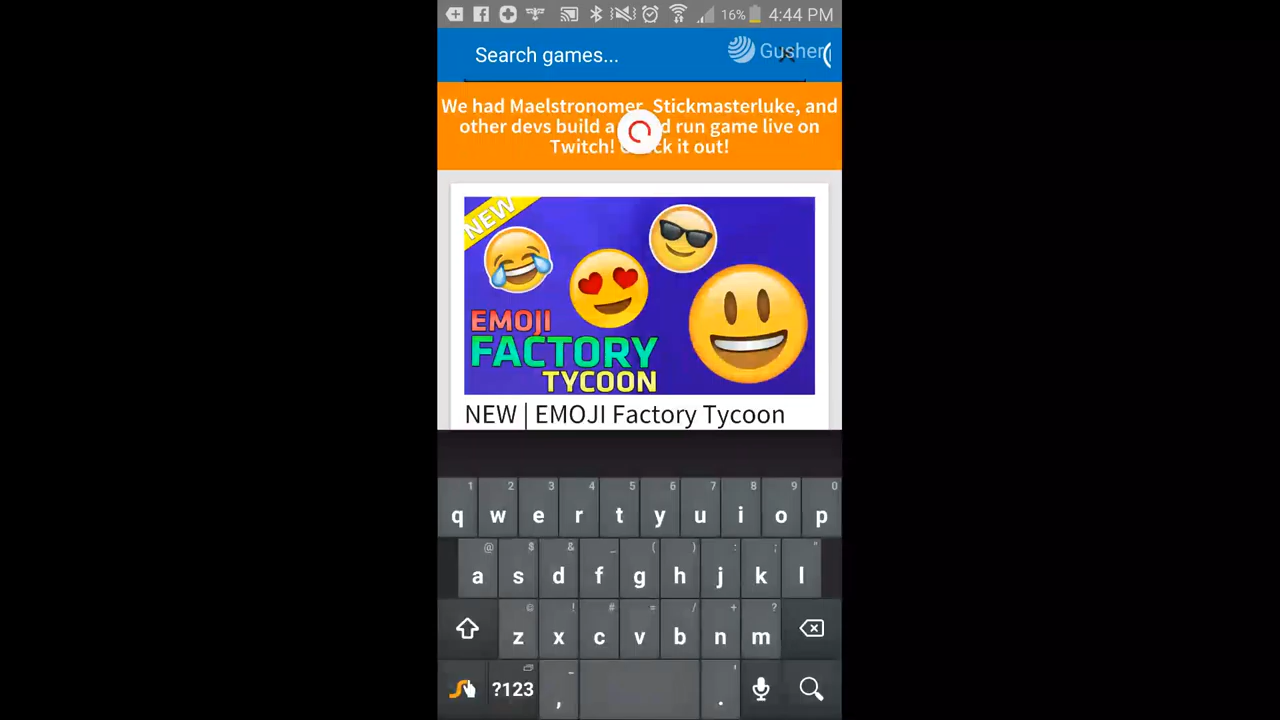 16% 4:44 PM
Search games...
Gusher
We had Maelstronomer, Stickmasterluke, and
other devs build a run game live on
Twitch! it out!
NEW
EMOJI
FACTORY
TYCOON
NEW | EMOJI Factory Tycoon
1 2 3 4 5 6 7 8 9 0
q w e r t y u i o p
@ $ & _ ( ) : ; "
a s d f g h j k l
© ! # = / + ?
z x c v b n m
?123 , - . '